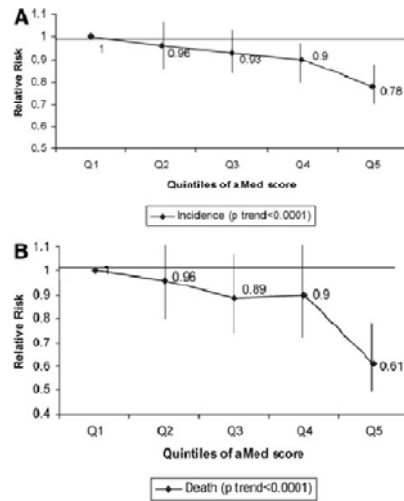 A
1.1
1
0.9
0.8
0.7
0.6
0.5
Relative Risk
1
0.96
0.93
0.9
0.78
Q1 Q2 Q3 Q4 Q5
Quintiles of aMed score
Incidence (p trend<0.0001)
B
1.1
1
0.9
0.8
0.7
0.6
0.5
0.4
Relative Risk
1
0.96
0.89
0.9
0.61
Q1 Q2 Q3 Q4 Q5
Quintiles of aMed score
Death (p trend<0.0001)